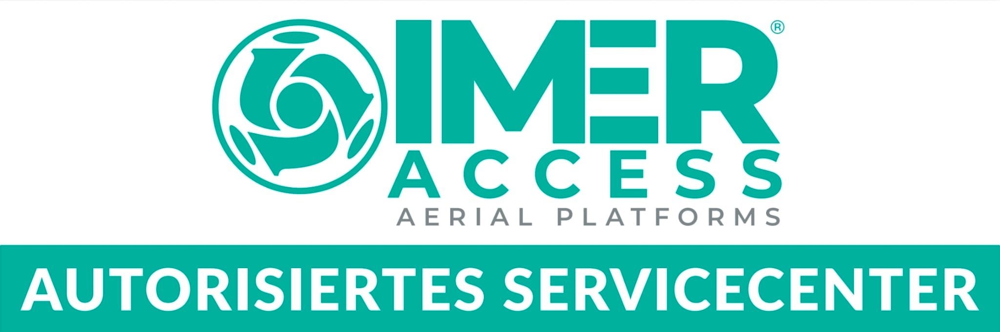 IMER®
ACCESS
AERIAL PLATFORMS
AUTORISIERTES SERVICECENTER